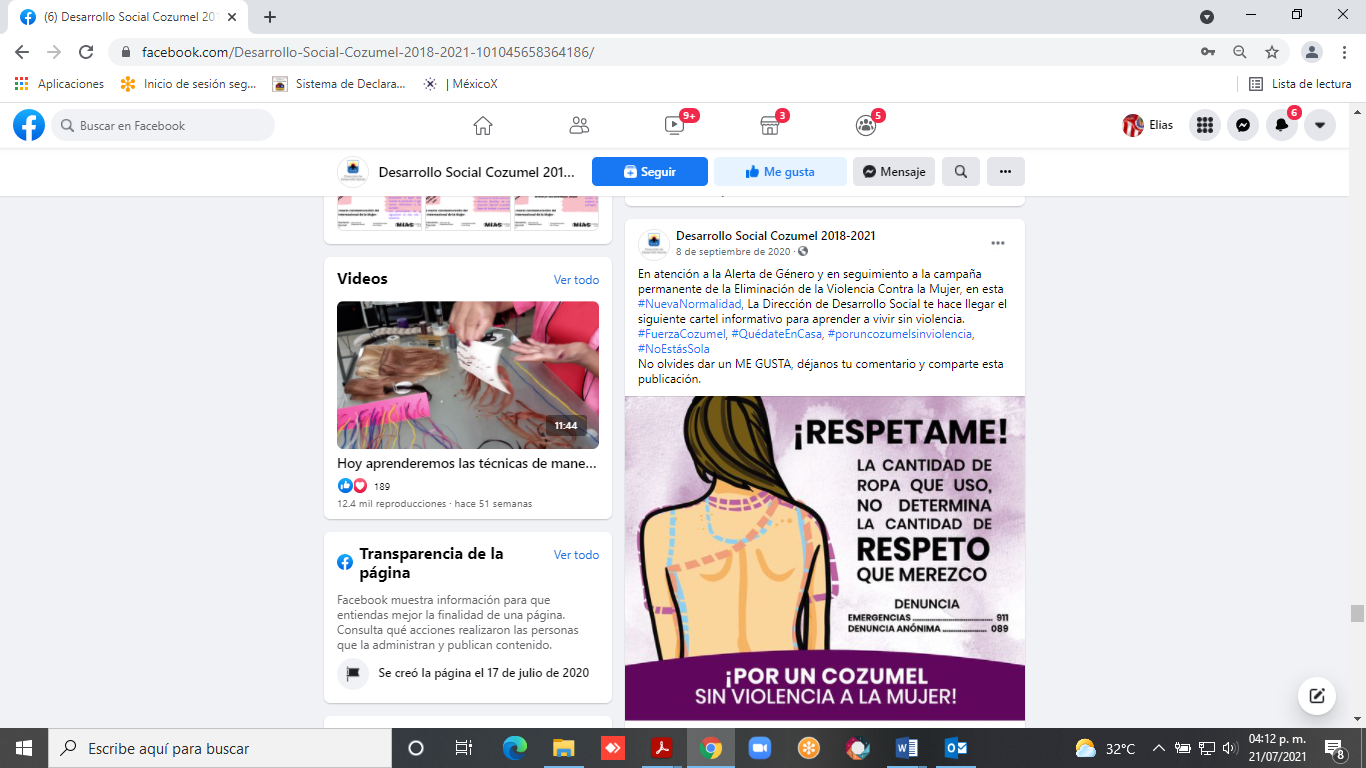 (6) Desarrollo Social Cozumel 20
facebook.com/Desarrollo-Social-Cozumel-2018-2021-101045658364186/
Aplicaciones
Inicio de sesión seg...
Sistema de Declara...
| MéxicoX
Lista de lectura
Buscar en Facebook
9+
3
5
Elias
6
Desarrollo Social Cozumel 201...
Seguir
Me gusta
Mensaje
Videos
Ver todo
11:44
Hoy aprenderemos las técnicas de mane...
189
12.4 mil reproducciones · hace 51 semanas
Transparencia de la
página
Ver todo
Facebook muestra información para que
entiendas mejor la finalidad de una página.
Consulta qué acciones realizaron las personas
que la administran y publican contenido.
Se creó la página el 17 de julio de 2020
Desarrollo Social Cozumel 2018-2021
8 de septiembre de 2020 ·
En atención a la Alerta de Género y en seguimiento a la campaña
permanente de la Eliminación de la Violencia Contra la Mujer, en esta
#NuevaNormalidad, La Dirección de Desarrollo Social te hace llegar el
siguiente cartel informativo para aprender a vivir sin violencia.
#FuerzaCozumel, #QuédateEnCasa, #poruncozumelsinviolencia,
#NoEstásSola
No olvides dar un ME GUSTA, déjanos tu comentario y comparte esta
publicación.
¡RESPETAME!
LA CANTIDAD DE
ROPA QUE USO,
NO DETERMINA
LA CANTIDAD DE
RESPETO
QUE MEREZCO
DENUNCIA
EMERGENCIAS ........................ 911
DENUNCIA ANÓNIMA ................ 089
¡POR UN COZUMEL
SIN VIOLENCIA A LA MUJER!
Escribe aquí para buscar
32°C
04:12 p. m.
21/07/2021
8